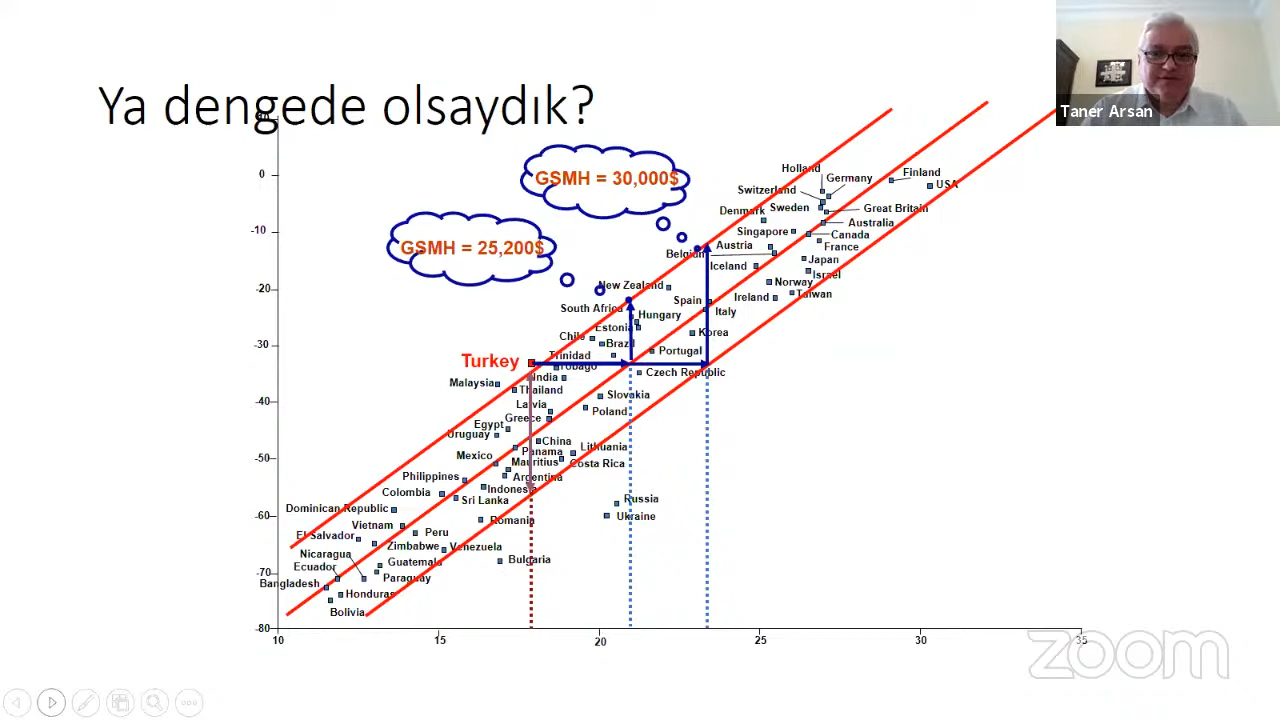 Ya dengede olsaydık?
Taner Arsan
GSMH = 30,000$
GSMH = 25,200$
0
-10
-20
-30
-40
-50
-60
-70
-80
10
15
20
25
30
35
Holland
Germany
Finland
USA
Switzerland
Denmark
Sweden
Great Britain
Australia
Singapore
Canada
Austria
France
Belgium
Iceland
Japan
Israel
New Zealand
Norway
Taiwan
Spain
Ireland
South Africa
Hungary
Italy
Estonia
Korea
Chile
Brazil
Trinidad
Tobago
Portugal
Turkey
Czech Republic
Malaysia
India
Thailand
Slovakia
Latvia
Poland
Greece
Egypt
Uruguay
China
Lithuania
Panama
Mexico
Mauritius
Costa Rica
Philippines
Argentina
Colombia
Indonesia
Sri Lanka
Russia
Dominican Republic
Ukraine
Romania
Vietnam
Peru
El Salvador
Zimbabwe
Venezuela
Nicaragua
Guatemala
Bulgaria
Ecuador
Paraguay
Bangladesh
Honduras
Bolivia
zoom